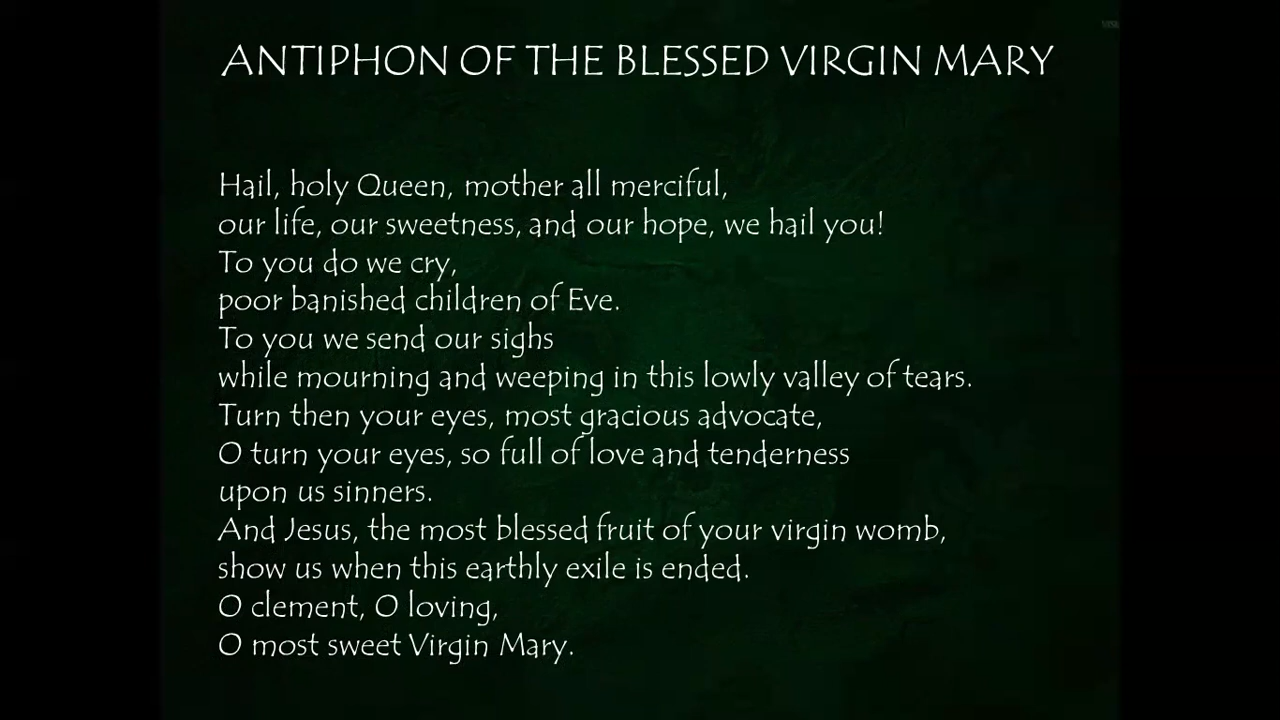 ANTIPHON OF THE BLESSED VIRGIN MARY
Hail, holy Queen, mother all merciful,
our life, our sweetness, and our hope, we hail you!
To you do we cry,
poor banished children of Eve.
To you we send our sighs
while mourning and weeping in this lowly valley of tears.
Turn then your eyes, most gracious advocate,
O turn your eyes, so full of love and tenderness
upon us sinners.
And Jesus, the most blessed fruit of your virgin womb,
show us when this earthly exile is ended.
O clement, O loving,
O most sweet Virgin Mary.